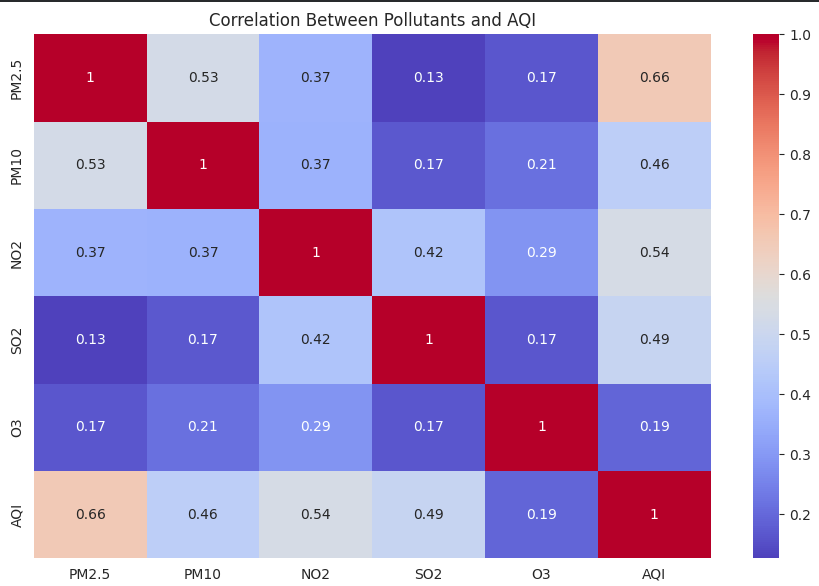 Correlation Between Pollutants and AQI
PM2.5 1 0.53 0.37 0.13 0.17 0.66
PM10 0.53 1 0.37 0.17 0.21 0.46
NO2 0.37 0.37 1 0.42 0.29 0.54
SO2 0.13 0.17 0.42 1 0.17 0.49
O3 0.17 0.21 0.29 0.17 1 0.19
AQI 0.66 0.46 0.54 0.49 0.19 1
PM2.5 PM10 NO2 SO2 O3 AQI
1.0
0.9
0.8
0.7
0.6
0.5
0.4
0.3
0.2